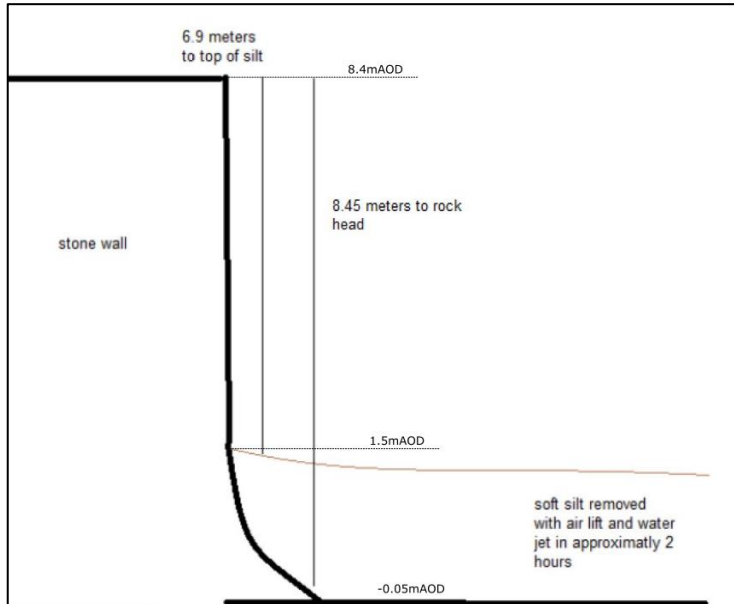 6.9 meters
to top of silt
8.4mAOD
8.45 meters to rock
head
stone wall
1.5mAOD
soft silt removed
with air lift and water
jet in approximatly 2
hours
-0.05mAOD